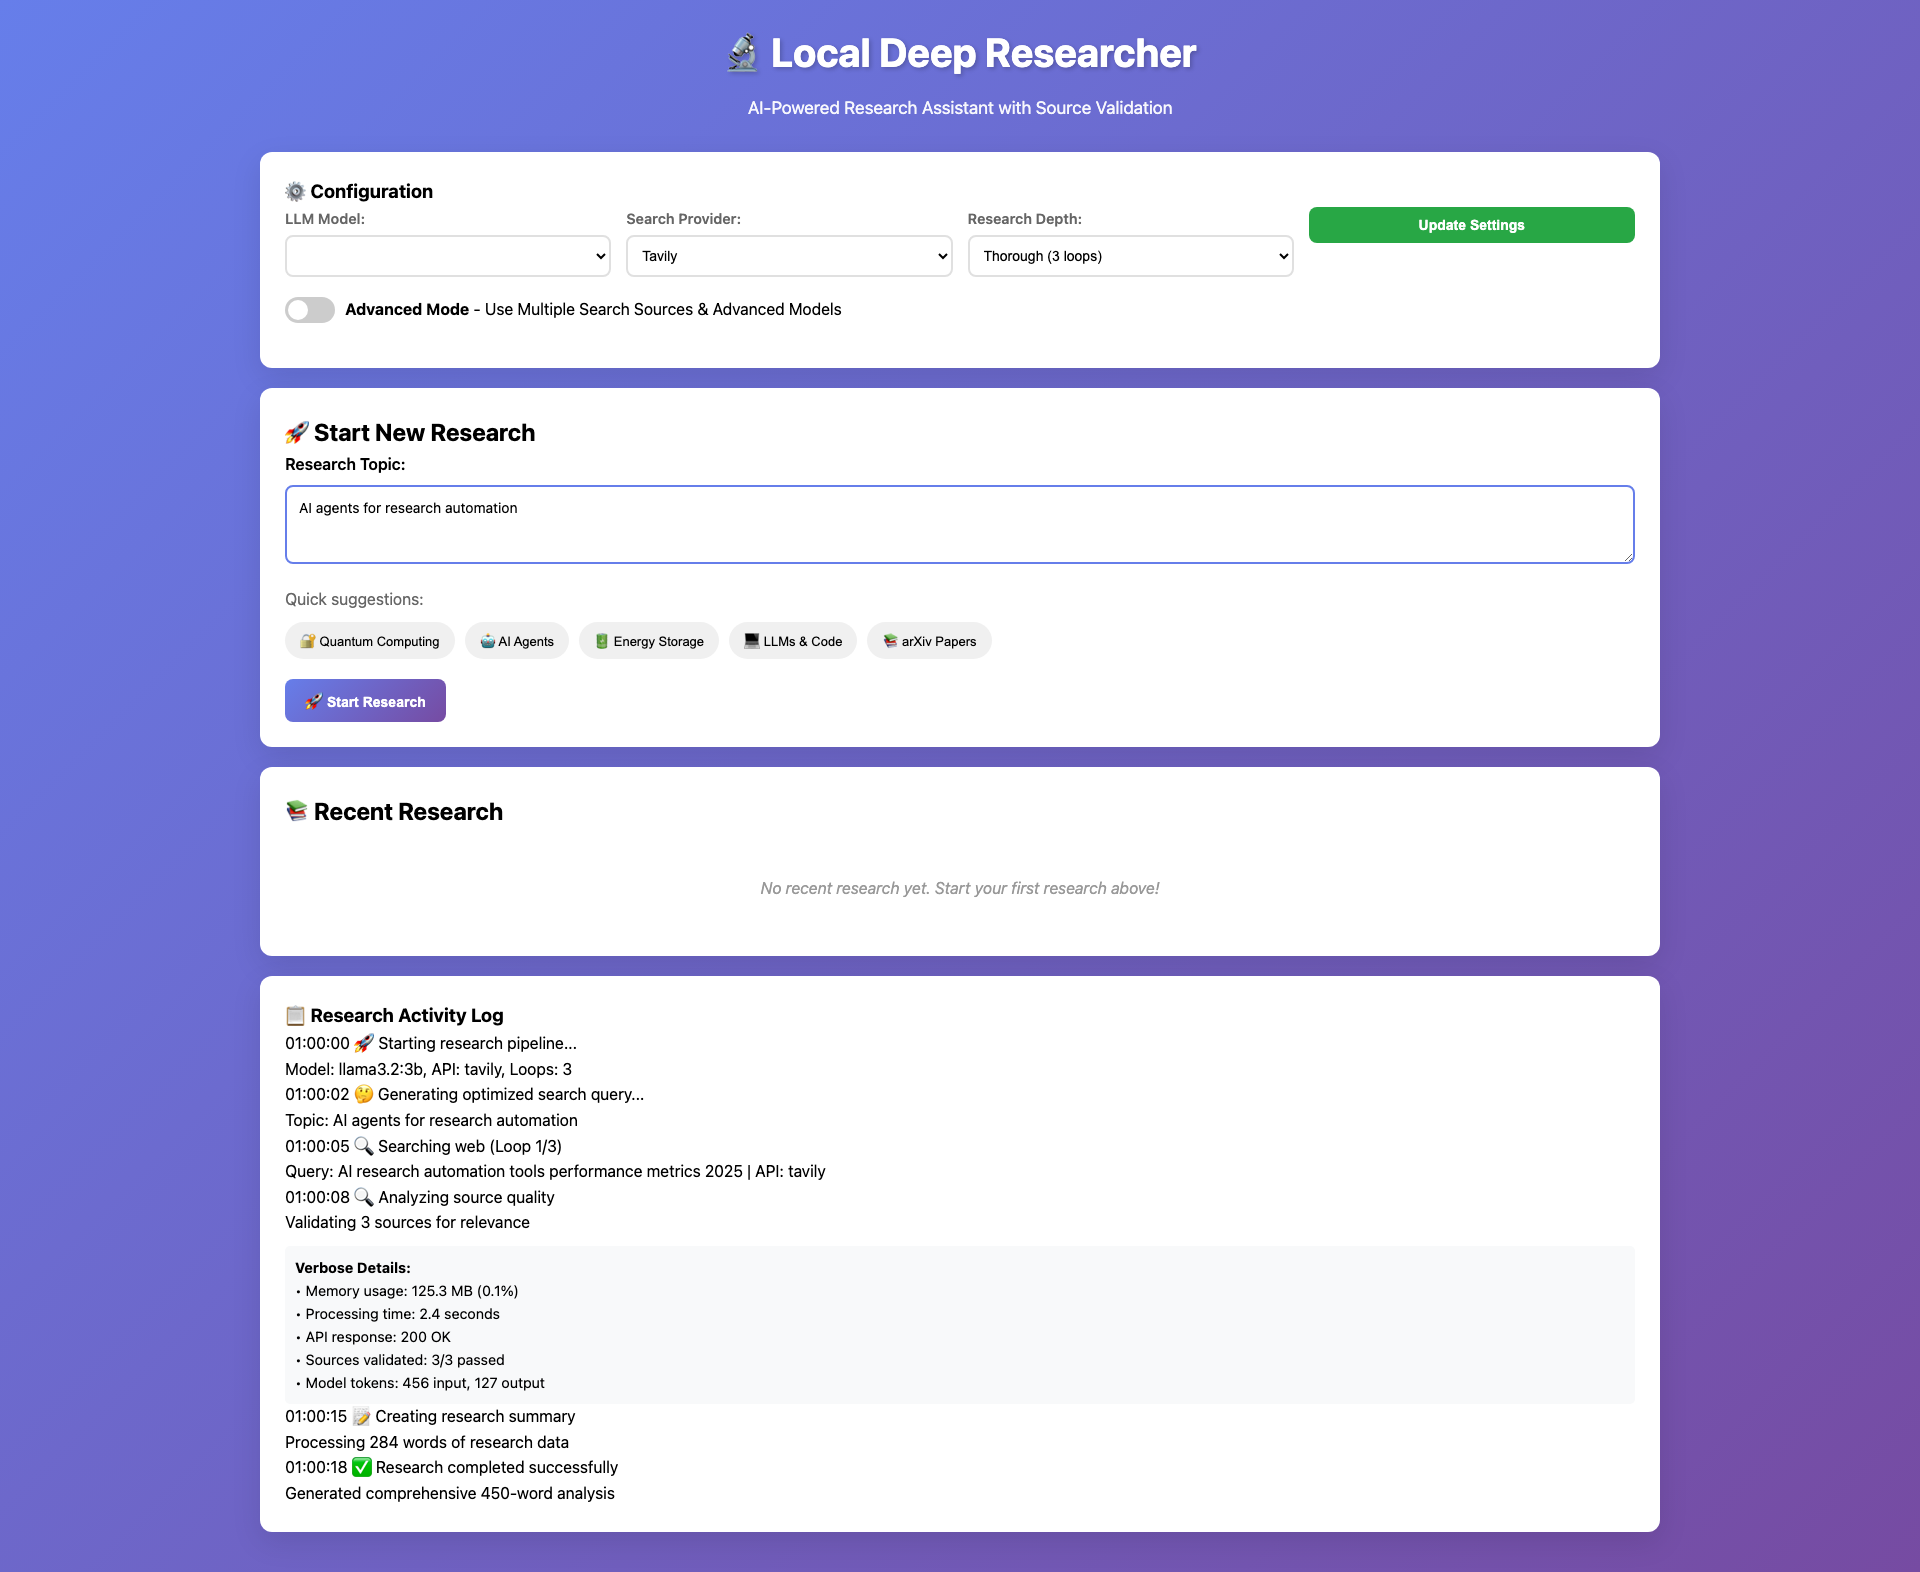 🔬 Local Deep Researcher
AI-Powered Research Assistant with Source Validation
⚙️ Configuration
LLM Model:
Search Provider:
Research Depth:
Update Settings
Tavily
Thorough (3 loops)
Advanced Mode - Use Multiple Search Sources & Advanced Models
🚀 Start New Research
Research Topic:
AI agents for research automation
Quick suggestions:
🔐 Quantum Computing
🤖 AI Agents
🔋 Energy Storage
💻 LLMs & Code
📚 arXiv Papers
🚀 Start Research
📚 Recent Research
No recent research yet. Start your first research above!
📋 Research Activity Log
01:00:00 🚀 Starting research pipeline...
Model: llama3.2:3b, API: tavily, Loops: 3
01:00:02 🤔 Generating optimized search query...
Topic: AI agents for research automation
01:00:05 🔍 Searching web (Loop 1/3)
Query: AI research automation tools performance metrics 2025 | API: tavily
01:00:08 🔍 Analyzing source quality
Validating 3 sources for relevance
Verbose Details:
• Memory usage: 125.3 MB (0.1%)
• Processing time: 2.4 seconds
• API response: 200 OK
• Sources validated: 3/3 passed
• Model tokens: 456 input, 127 output
01:00:15 📝 Creating research summary
Processing 284 words of research data
01:00:18 ✅ Research completed successfully
Generated comprehensive 450-word analysis